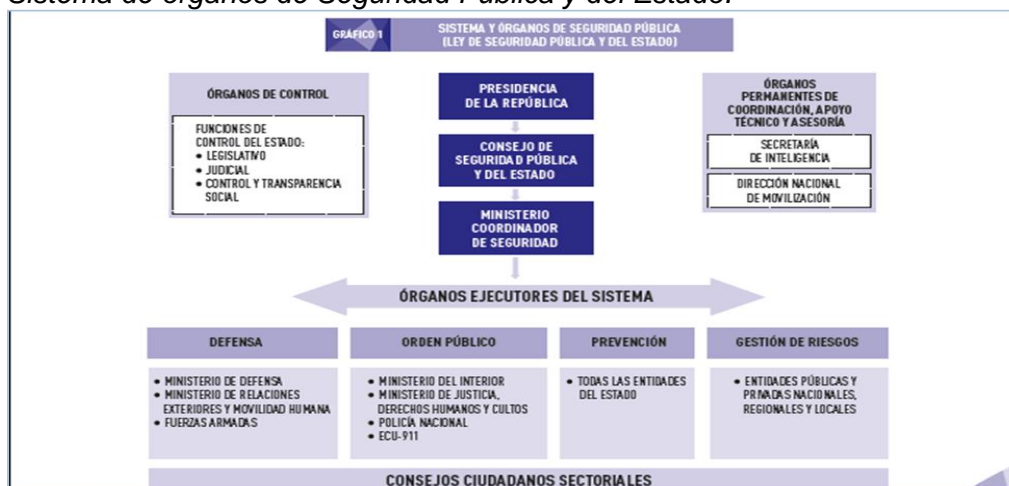 Sistema de órganos de Seguridad Pública y del Estado.
GRÁFICO 1
SISTEMA Y ÓRGANOS DE SEGURIDAD PÚBLICA
(LEY DE SEGURIDAD PÚBLICA Y DEL ESTADO)
ÓRGANOS DE CONTROL
FUNCIONES DE
CONTROL DEL ESTADO:
• LEGISLATIVO
• JUDICIAL
• CONTROL Y TRANSPARENCIA
SOCIAL
PRESIDENCIA
DE LA REPÚBLICA
CONSEJO DE
SEGURIDAD PÚBLICA
Y DEL ESTADO
MINISTERIO
COORDINADOR
DE SEGURIDAD
ÓRGANOS
PERMANENTES DE
COORDINACIÓN, APOYO
TÉCNICO Y ASESORÍA
SECRETARÍA
DE INTELIGENCIA
DIRECCIÓN NACIONAL
DE MOVILIZACIÓN
ÓRGANOS EJECUTORES DEL SISTEMA
DEFENSA
• MINISTERIO DE DEFENSA
• MINISTERIO DE RELACIONES
EXTERIORES Y MOVILIDAD HUMANA
• FUERZAS ARMADAS
ORDEN PÚBLICO
• MINISTERIO DEL INTERIOR
• MINISTERIO DE JUSTICIA,
DERECHOS HUMANOS Y CULTOS
• POLICÍA NACIONAL
• ECU-911
PREVENCIÓN
• TODAS LAS ENTIDADES
DEL ESTADO
GESTIÓN DE RIESGOS
• ENTIDADES PÚBLICAS Y
PRIVADAS NACIONALES,
REGIONALES Y LOCALES
CONSEJOS CIUDADANOS SECTORIALES